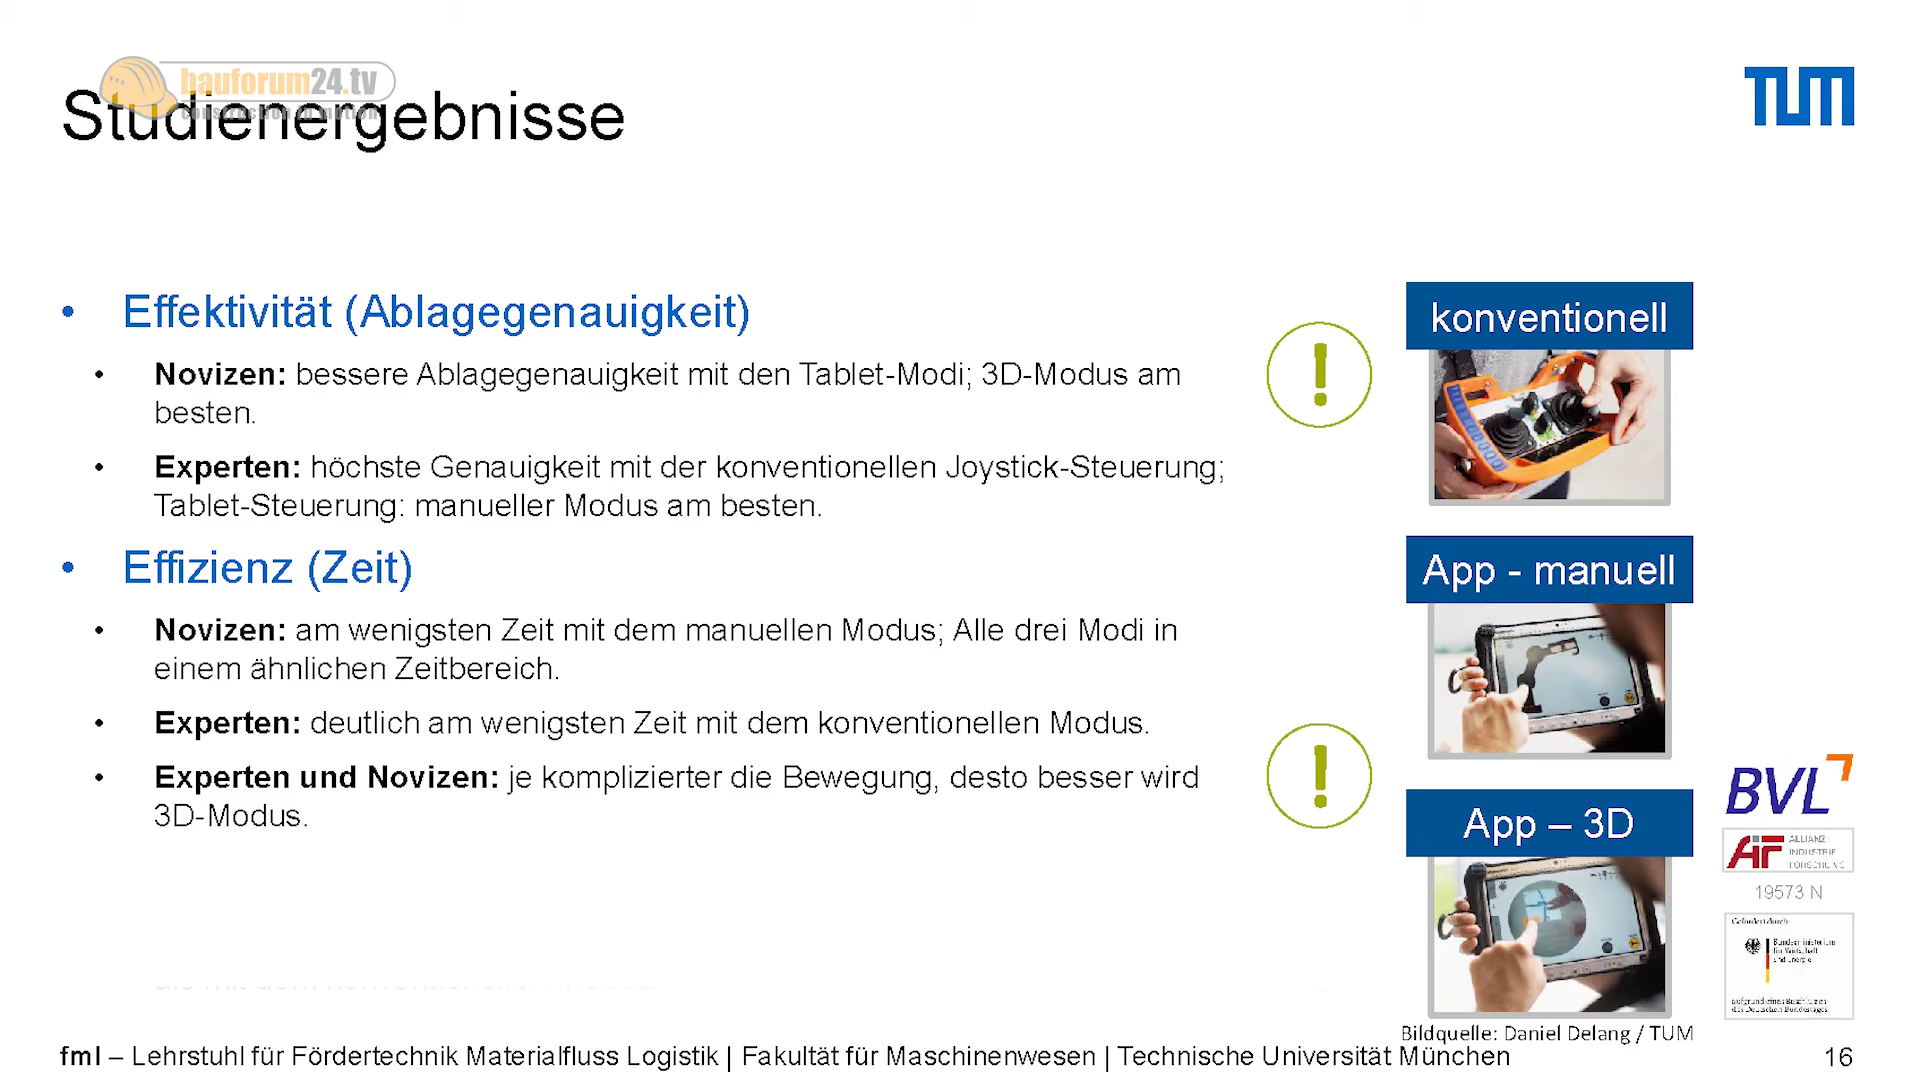 bauforum24.tv
construction in motion
Studienergebnisse
TUM
• Effektivität (Ablagegenauigkeit)
• Novizen: bessere Ablagegenauigkeit mit den Tablet-Modi; 3D-Modus am
besten.
• Experten: höchste Genauigkeit mit der konventionellen Joystick-Steuerung;
Tablet-Steuerung: manueller Modus am besten.
• Effizienz (Zeit)
• Novizen: am wenigsten Zeit mit dem manuellen Modus; Alle drei Modi in
einem ähnlichen Zeitbereich.
• Experten: deutlich am wenigsten Zeit mit dem konventionellen Modus.
• Experten und Novizen: je komplizierter die Bewegung, desto besser wird
3D-Modus.
!
!
konventionell
App - manuell
App – 3D
Bildquelle: Daniel Delang / TUM
BVL
AiF
ALLIANZ
INDUSTRIE
FORSCHUNG
19573 N
Gefördert durch:
Bundesministerium
für Wirtschaft
und Energie
aufgrund eines Beschlusses
des Deutschen Bundestages
fml – Lehrstuhl für Fördertechnik Materialfluss Logistik | Fakultät für Maschinenwesen | Technische Universität München
16